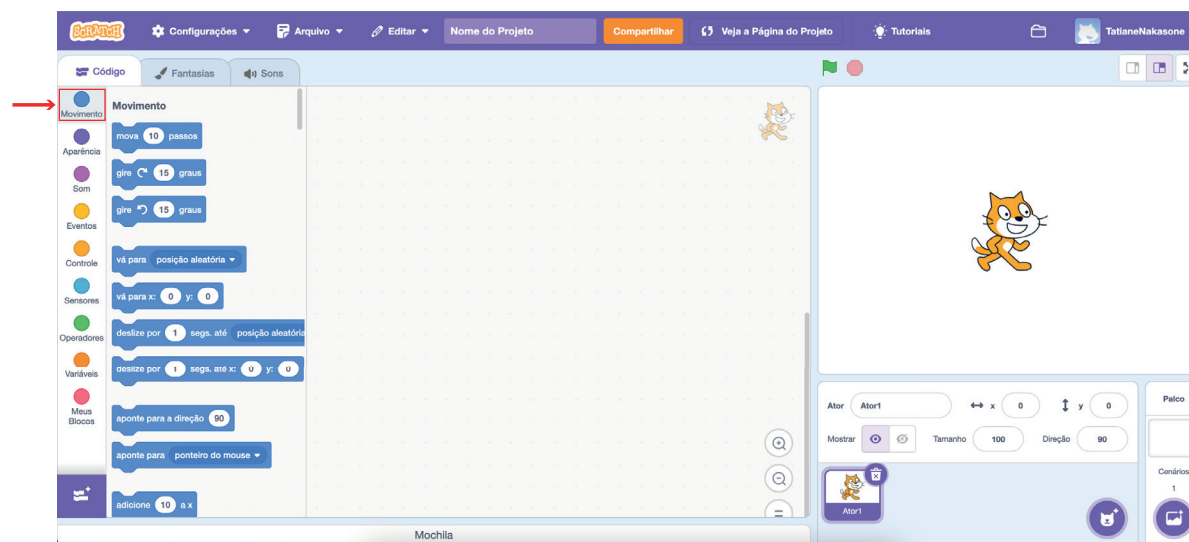 SCRATCH Configurações Arquivo Editar Nome do Projeto Compartilhar Veja a Página do Projeto Tutoriais TatianeNakasone
Código Fantasias Sons
Movimento
Aparência
Som
Eventos
Controle
Sensores
Operadores
Variáveis
Meus
Blocos
Movimento
mova 10 passos
gire 15 graus
gire 15 graus
vá para posição aleatória
vá para x: 0 y: 0
deslize por 1 segs. até posição aleatória
deslize por 1 segs. até x: 0 y: 0
aponte para a direção 90
aponte para ponteiro do mouse
adicione 10 a x
Mochila
Ator Ator1 x 0 y 0
Mostrar Tamanho 100 Direção 90
Ator1
Palco
Cenários
1